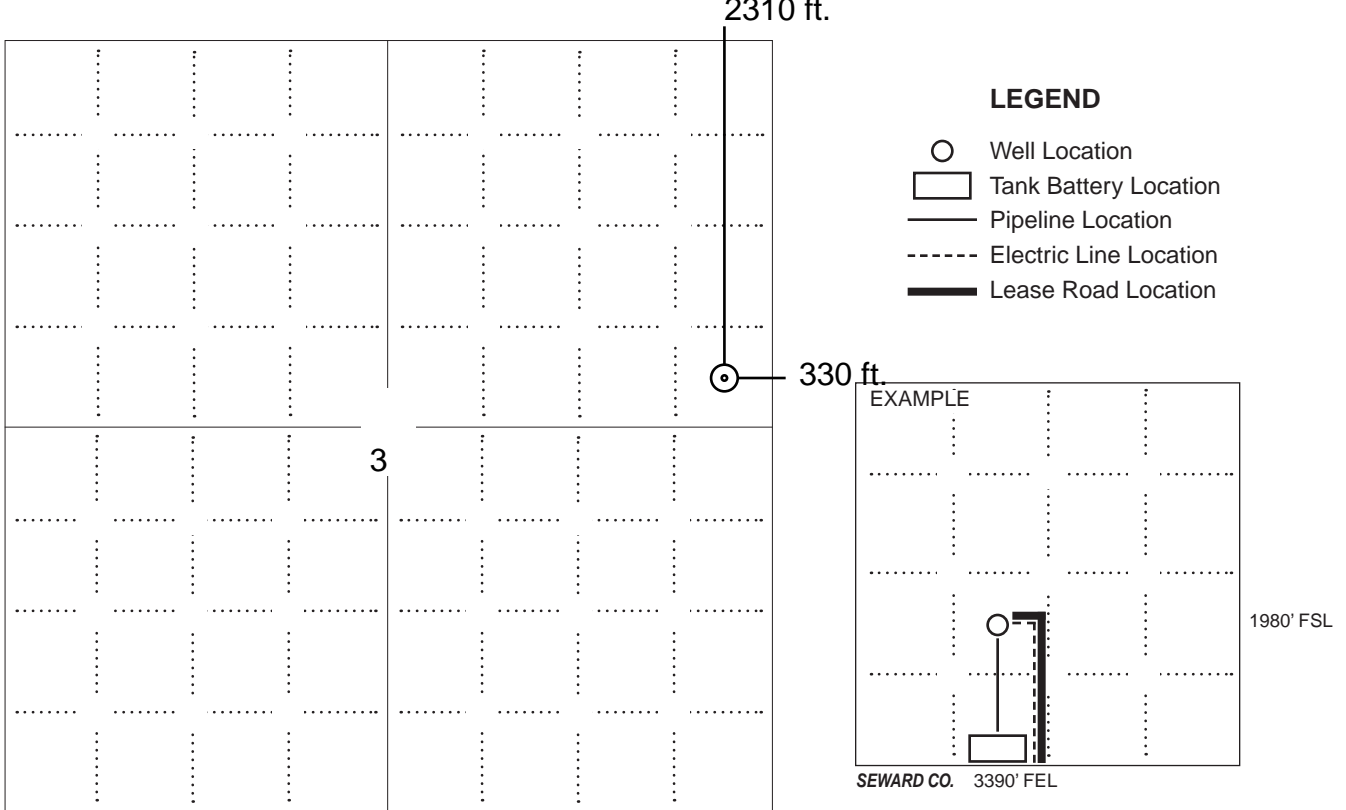 2310 ft.
LEGEND
Well Location
Tank Battery Location
Pipeline Location
Electric Line Location
Lease Road Location
330 ft.
EXAMPLE
3
1980' FSL
SEWARD CO. 3390' FEL